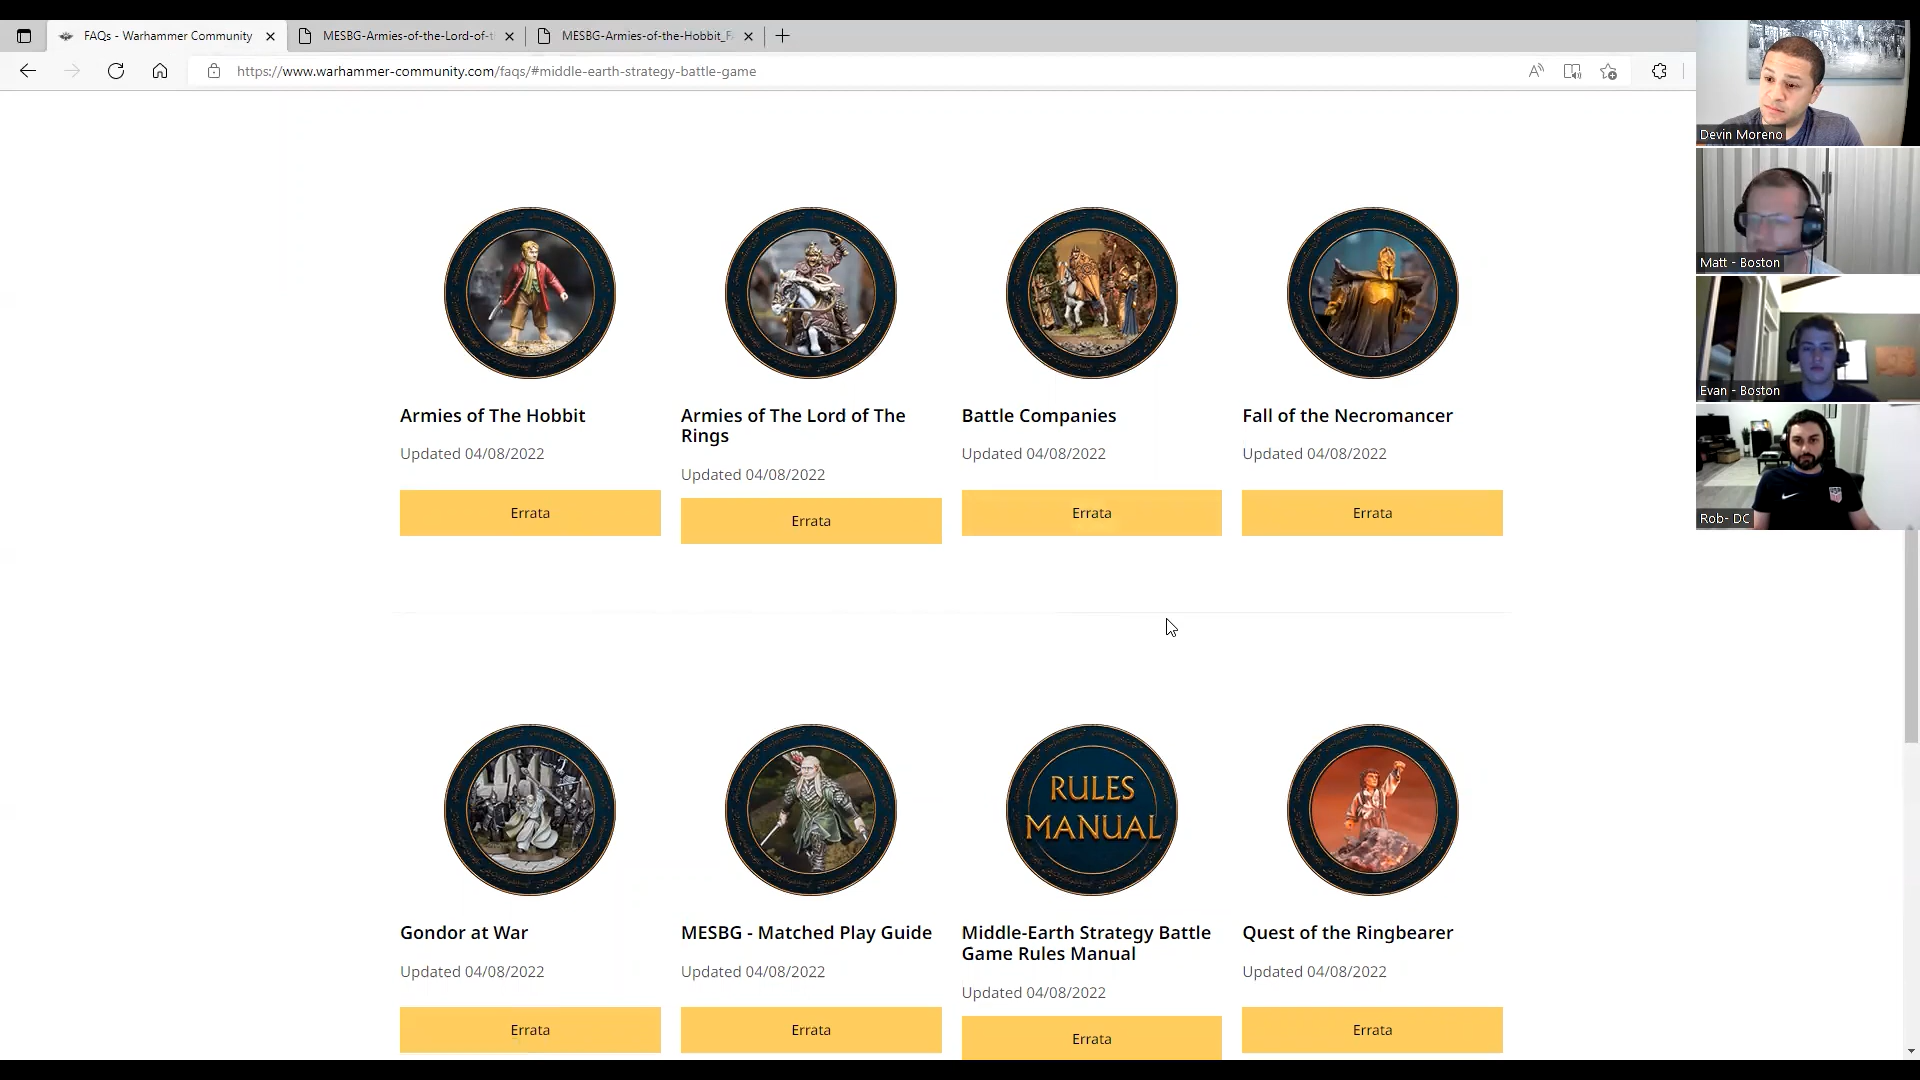 FAQs - Warhammer Community
MESBG-Armies-of-the-Lord-of-t
MESBG-Armies-of-the-Hobbit_F
https://www.warhammer-community.com/faqs/#middle-earth-strategy-battle-game
Devin Moreno
Matt - Boston
Evan - Boston
Rob- DC
Armies of The Hobbit
Updated 04/08/2022
Errata
Armies of The Lord of The
Rings
Updated 04/08/2022
Errata
Battle Companies
Updated 04/08/2022
Errata
Fall of the Necromancer
Updated 04/08/2022
Errata
Gondor at War
Updated 04/08/2022
Errata
MESBG - Matched Play Guide
Updated 04/08/2022
Errata
RULES
MANUAL
Middle-Earth Strategy Battle
Game Rules Manual
Updated 04/08/2022
Errata
Quest of the Ringbearer
Updated 04/08/2022
Errata